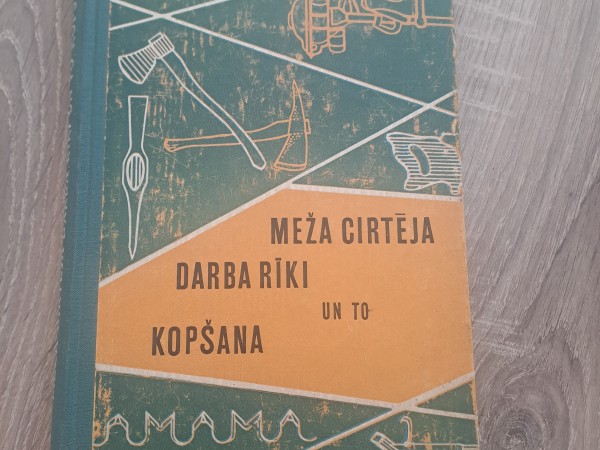 MEŽA CIRTĒJA
DARBA RĪKI
UN TO
KOPŠANA